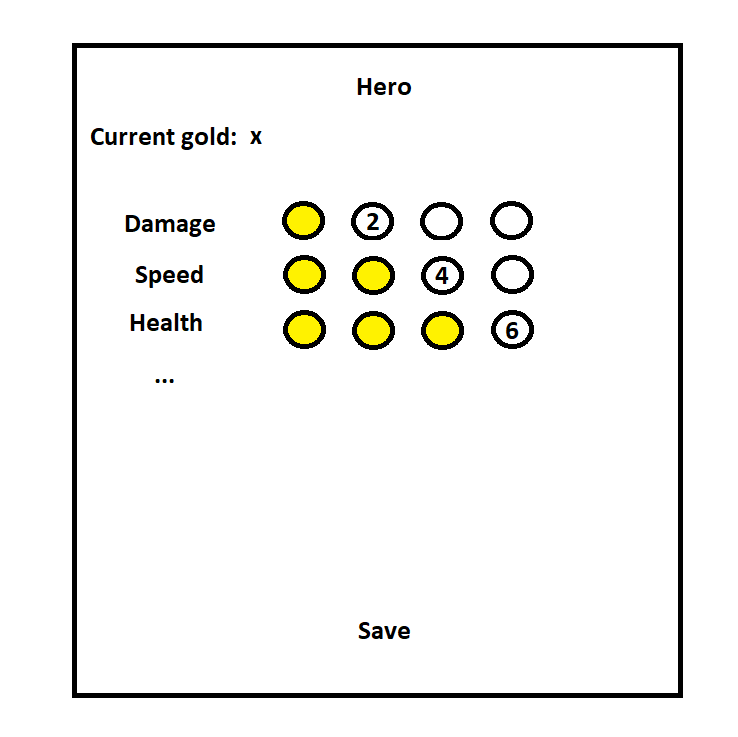 Hero
Current gold: x
Damage 2
Speed 4
Health 6
...
Save